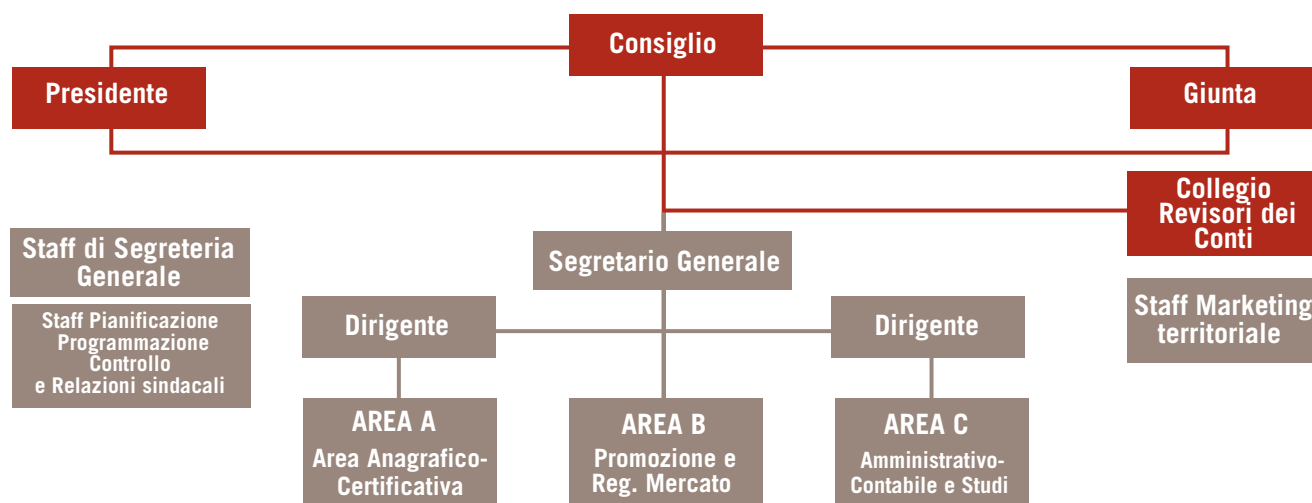 Consiglio
Presidente
Giunta
Collegio
Revisori dei
Conti
Staff di Segreteria
Generale
Segretario Generale
Staff Marketing
territoriale
Staff Pianificazione
Programmazione
Controllo
e Relazioni sindacali
Dirigente
Dirigente
AREA A
Area Anagrafico-
Certificativa
AREA B
Promozione e
Reg. Mercato
AREA C
Amministrativo-
Contabile e Studi